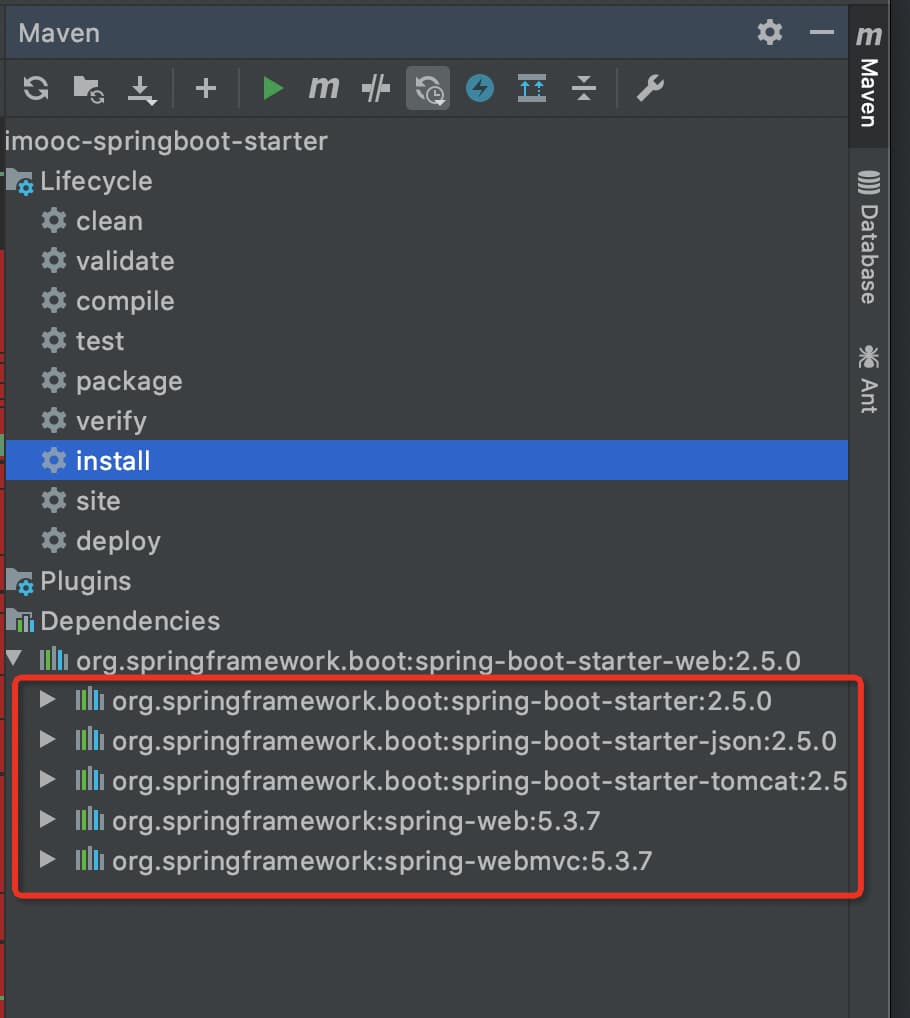 Maven
m
imooc-springboot-starter
Lifecycle
clean
validate
compile
test
package
verify
install
site
deploy
Plugins
Dependencies
org.springframework.boot:spring-boot-starter-web:2.5.0
org.springframework.boot:spring-boot-starter:2.5.0
org.springframework.boot:spring-boot-starter-json:2.5.0
org.springframework.boot:spring-boot-starter-tomcat:2.5
org.springframework:spring-web:5.3.7
org.springframework:spring-webmvc:5.3.7
m
Maven
Database
Ant